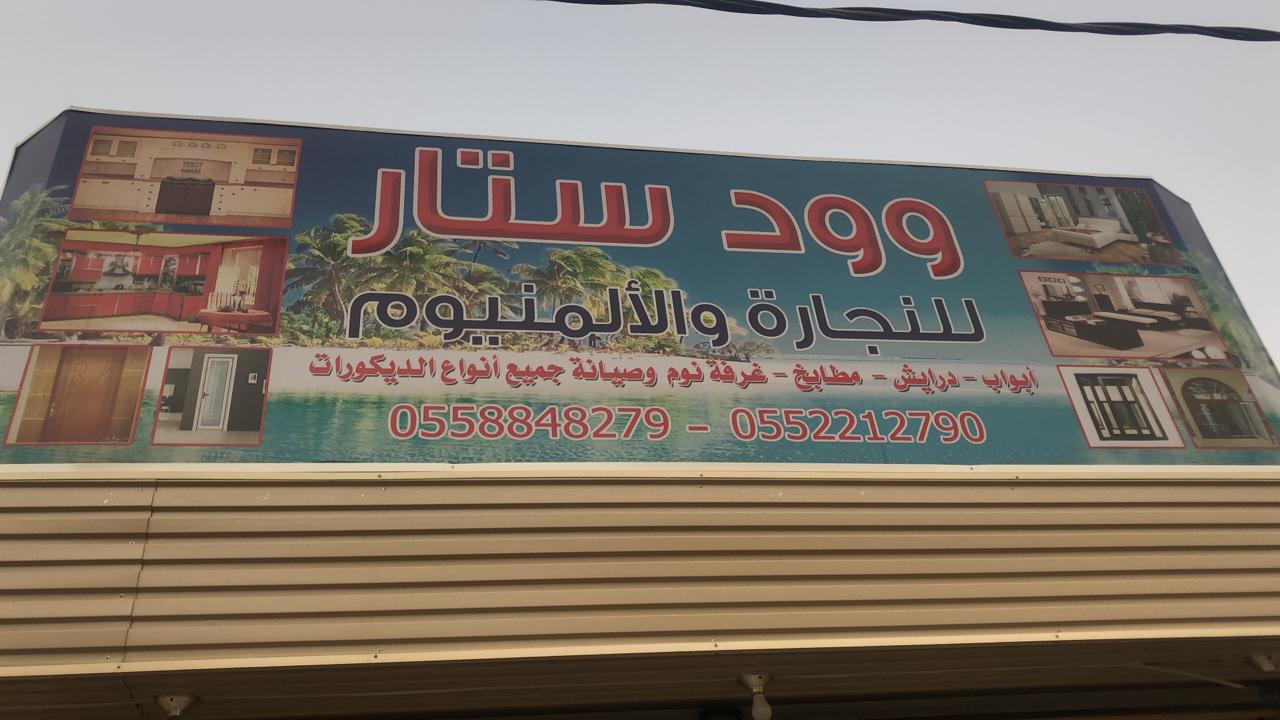 وود ستار
للنجارة والألمنيوم
أبواب - درايش - مطابخ - غرفة نوم وصيانة جميع أنواع الديكورات
0558848279 - 0552212790